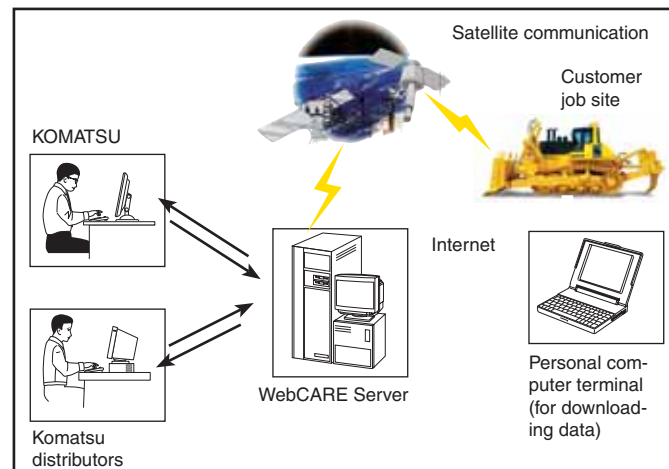 Satellite communication
Customer
job site
KOMATSU
Internet
WebCARE Server
Personal com-
puter terminal
(for download-
ing data)
Komatsu
distributors